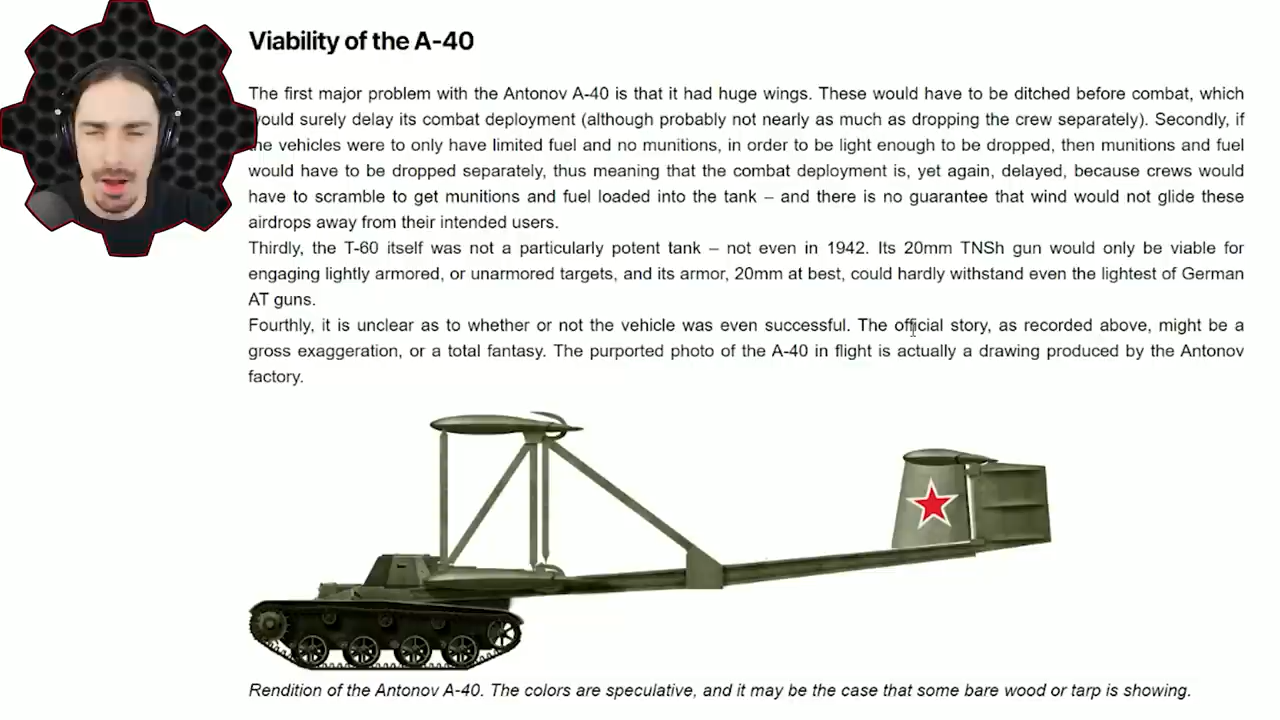 Viability of the A-40
The first major problem with the Antonov A-40 is that it had huge wings. These would have to be ditched before combat, which
would surely delay its combat deployment (although probably not nearly as much as dropping the crew separately). Secondly, if
the vehicles were to only have limited fuel and no munitions, in order to be light enough to be dropped, then munitions and fuel
would have to be dropped separately, thus meaning that the combat deployment is, yet again, delayed, because crews would
have to scramble to get munitions and fuel loaded into the tank – and there is no guarantee that wind would not glide these
airdrops away from their intended users.
Thirdly, the T-60 itself was not a particularly potent tank – not even in 1942. Its 20mm TNSh gun would only be viable for
engaging lightly armored, or unarmored targets, and its armor, 20mm at best, could hardly withstand even the lightest of German
AT guns.
Fourthly, it is unclear as to whether or not the vehicle was even successful. The official story, as recorded above, might be a
gross exaggeration, or a total fantasy. The purported photo of the A-40 in flight is actually a drawing produced by the Antonov
factory.
Rendition of the Antonov A-40. The colors are speculative, and it may be the case that some bare wood or tarp is showing.